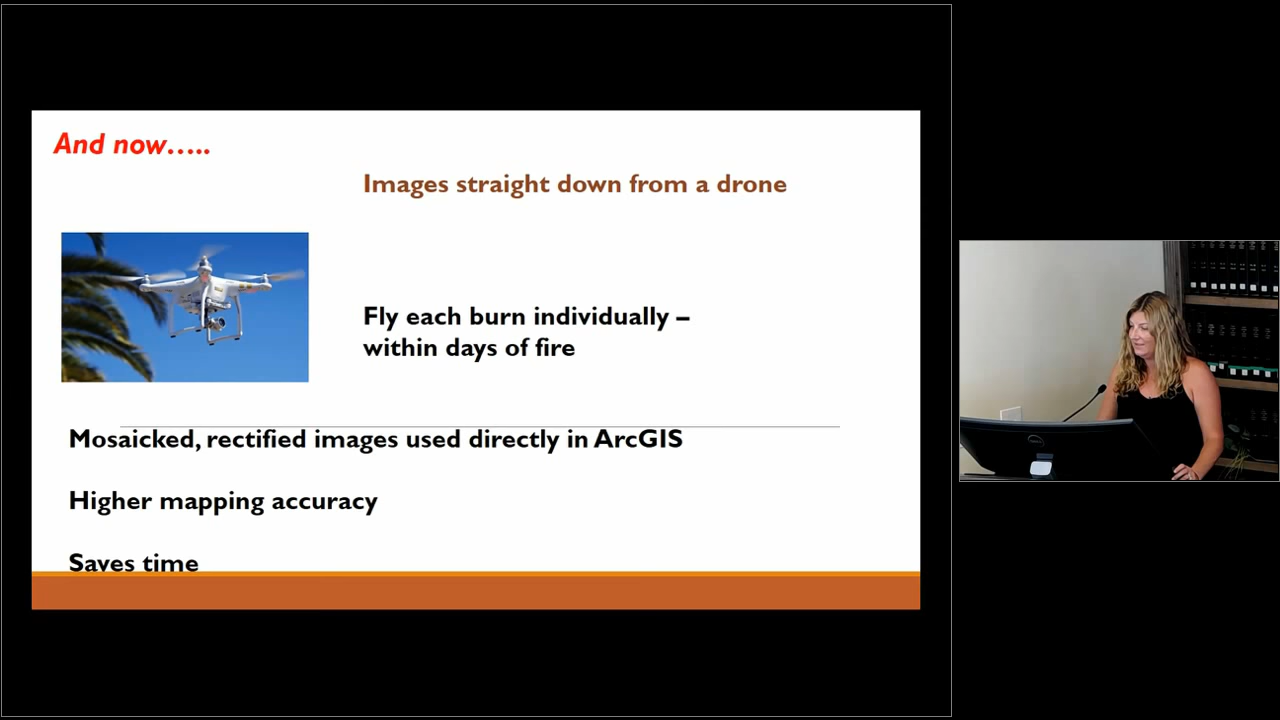 And now…..
Images straight down from a drone
Fly each burn individually –
within days of fire
Mosaicked, rectified images used directly in ArcGIS
Higher mapping accuracy
Saves time